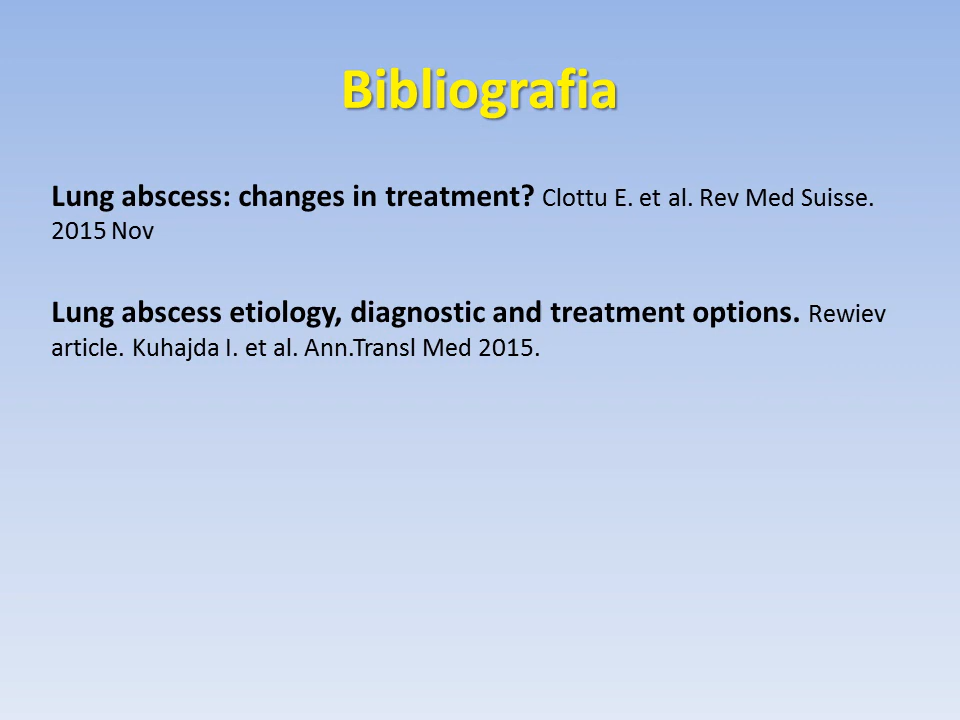 Bibliografia
Lung abscess: changes in treatment? Clottu E. et al. Rev Med Suisse.
2015 Nov
Lung abscess etiology, diagnostic and treatment options. Rewiev
article. Kuhajda I. et al. Ann.Transl Med 2015.